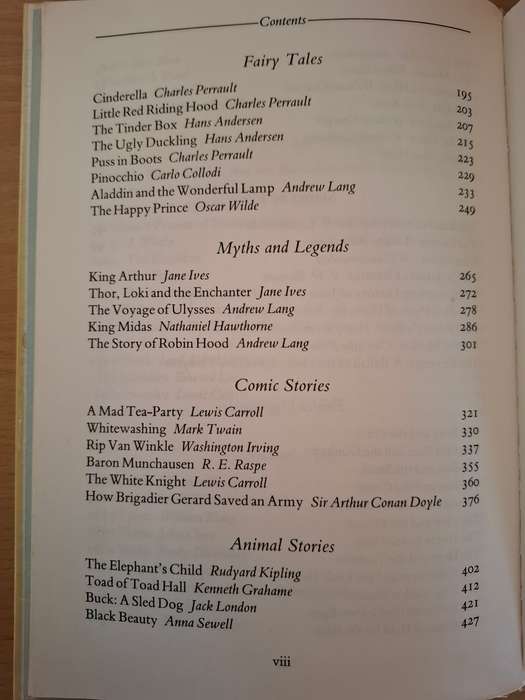 Contents
Fairy Tales
Cinderella Charles Perrault 195
Little Red Riding Hood Charles Perrault 203
The Tinder Box Hans Andersen 207
The Ugly Duckling Hans Andersen 215
Puss in Boots Charles Perrault 223
Pinocchio Carlo Collodi 229
Aladdin and the Wonderful Lamp Andrew Lang 233
The Happy Prince Oscar Wilde 249
Myths and Legends
King Arthur Jane Ives 265
Thor, Loki and the Enchanter Jane Ives 272
The Voyage of Ulysses Andrew Lang 278
King Midas Nathaniel Hawthorne 286
The Story of Robin Hood Andrew Lang 301
Comic Stories
A Mad Tea-Party Lewis Carroll 321
Whitewashing Mark Twain 330
Rip Van Winkle Washington Irving 337
Baron Munchausen R. E. Raspe 355
The White Knight Lewis Carroll 360
How Brigadier Gerard Saved an Army Sir Arthur Conan Doyle 376
Animal Stories
The Elephant's Child Rudyard Kipling 402
Toad of Toad Hall Kenneth Grahame 412
Buck: A Sled Dog Jack London 421
Black Beauty Anna Sewell 427
viii